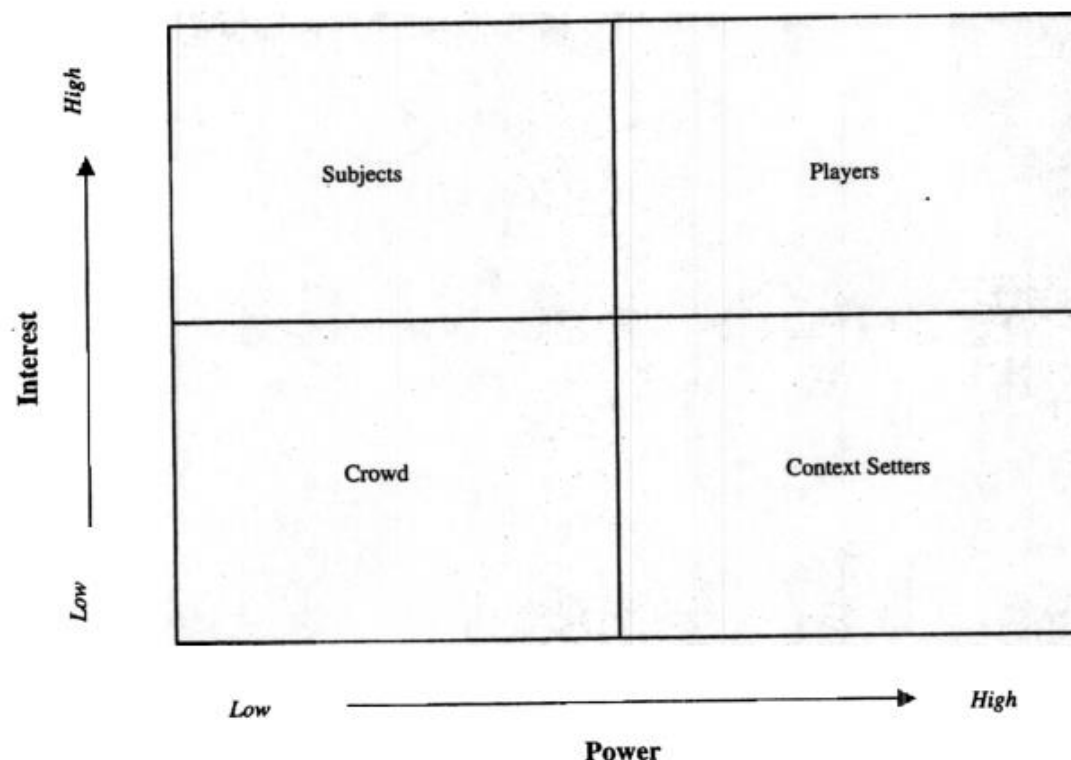 High
Subjects
Players
Interest
Crowd
Context Setters
Low
Low
High
Power